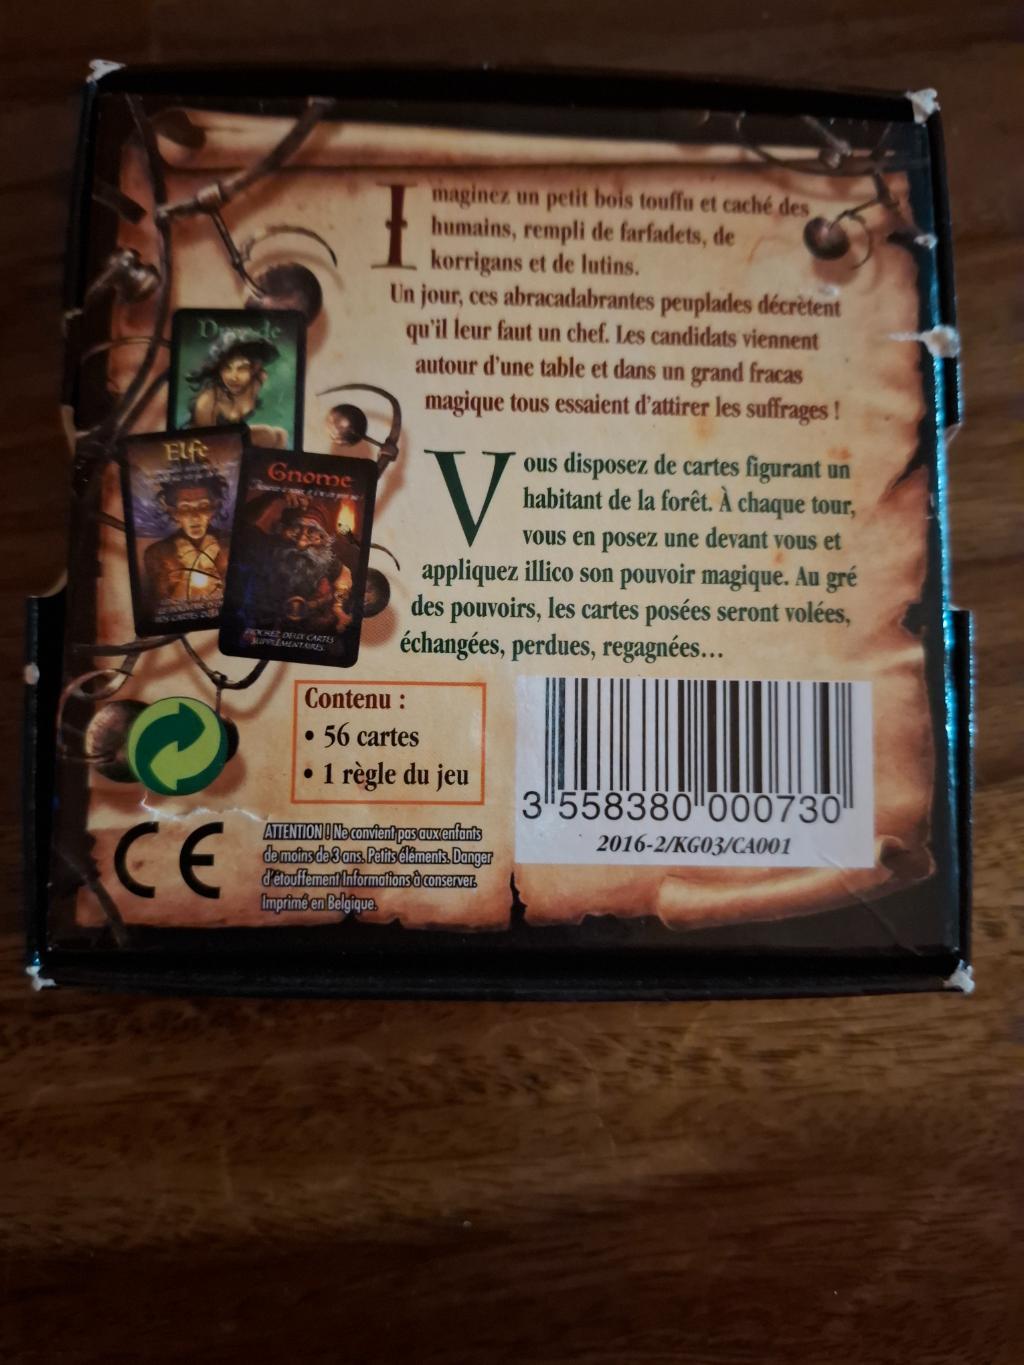 Imaginez un petit bois touffu et caché des
humains, rempli de farfadets, de
korrigans et de lutins.
Un jour, ces abracadabrantes peuplades décrètent
qu'il leur faut un chef. Les candidats viennent
autour d'une table et dans un grand fracas
magique tous essaient d'attirer les suffrages !
Vous disposez de cartes figurant un
habitant de la forêt. À chaque tour,
vous en posez une devant vous et
appliquez illico son pouvoir magique. Au gré
des pouvoirs, les cartes posées seront volées,
échangées, perdues, regagnées...
Elfe
Gnome
PIOCHEZ DEUX CARTES
SUPPLÉMENTAIRES.
Contenu :
• 56 cartes
• 1 règle du jeu
3 558380 000730
2016-2/KG03/CA001
CE
ATTENTION ! Ne convient pas aux enfants
de moins de 3 ans. Petits éléments. Danger
d'étouffement Informations à conserver.
Imprimé en Belgique.